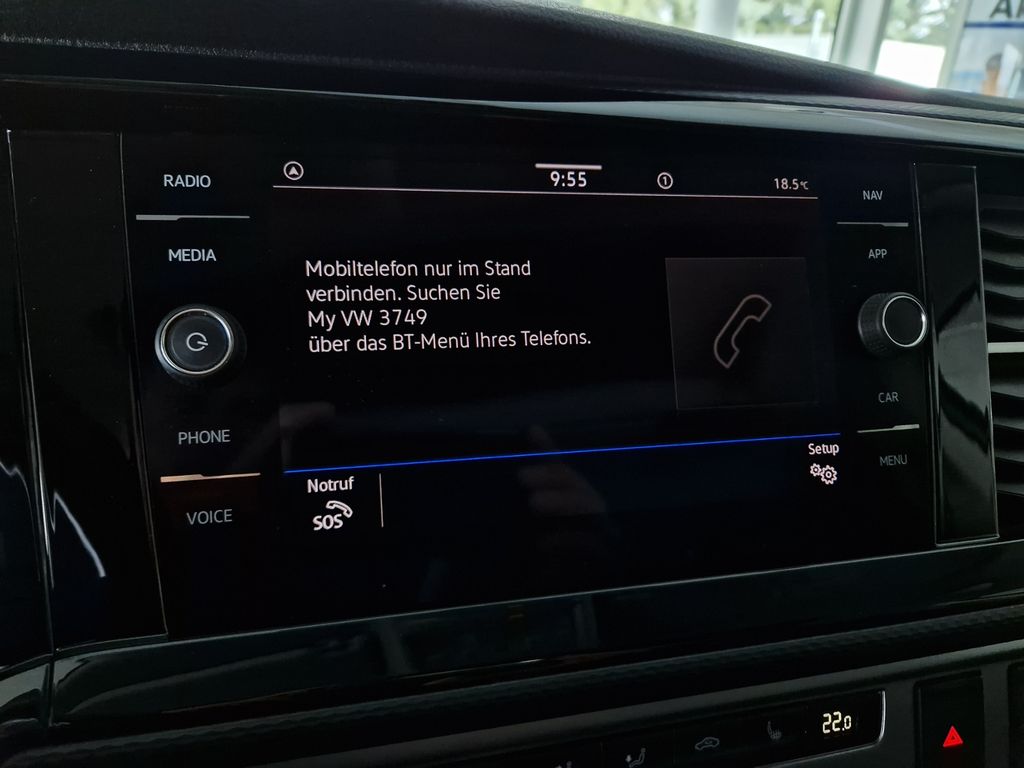 RADIO
MEDIA
PHONE
VOICE
9:55
1
18.5°C
Mobiltelefon nur im Stand
verbinden. Suchen Sie
My VW 3749
über das BT-Menü Ihres Telefons.
Notruf
SOS
Setup
NAV
APP
CAR
MENU
22.0